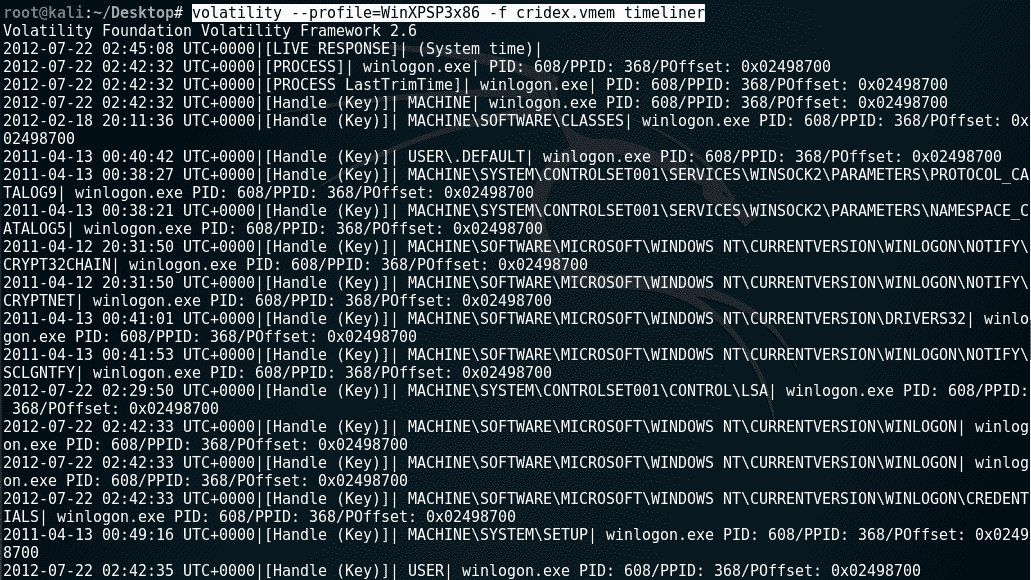 root@kali:~/Desktop# volatility --profile=WinXPSP3x86 -f cridex.vmem timeliner
Volatility Foundation Volatility Framework 2.6
2012-07-22 02:45:08 UTC+0000|[LIVE RESPONSE]| (System time)|
2012-07-22 02:42:32 UTC+0000|[PROCESS]| winlogon.exe| PID: 608/PPID: 368/POffset: 0x02498700
2012-07-22 02:42:32 UTC+0000|[PROCESS LastTrimTime]| winlogon.exe| PID: 608/PPID: 368/POffset: 0x02498700
2012-07-22 02:42:32 UTC+0000|[Handle (Key)]| MACHINE| winlogon.exe PID: 608/PPID: 368/POffset: 0x02498700
2012-02-18 20:11:36 UTC+0000|[Handle (Key)]| MACHINE\SOFTWARE\CLASSES| winlogon.exe PID: 608/PPID: 368/POffset: 0x
02498700
2011-04-13 00:40:42 UTC+0000|[Handle (Key)]| USER\.DEFAULT| winlogon.exe PID: 608/PPID: 368/POffset: 0x02498700
2011-04-13 00:38:27 UTC+0000|[Handle (Key)]| MACHINE\SYSTEM\CONTROLSET001\SERVICES\WINSOCK2\PARAMETERS\PROTOCOL_CA
TALOG9| winlogon.exe PID: 608/PPID: 368/POffset: 0x02498700
2011-04-13 00:38:21 UTC+0000|[Handle (Key)]| MACHINE\SYSTEM\CONTROLSET001\SERVICES\WINSOCK2\PARAMETERS\NAMESPACE_C
ATALOG5| winlogon.exe PID: 608/PPID: 368/POffset: 0x02498700
2011-04-12 20:31:50 UTC+0000|[Handle (Key)]| MACHINE\SOFTWARE\MICROSOFT\WINDOWS NT\CURRENTVERSION\WINLOGON\NOTIFY\
CRYPT32CHAIN| winlogon.exe PID: 608/PPID: 368/POffset: 0x02498700
2011-04-12 20:31:50 UTC+0000|[Handle (Key)]| MACHINE\SOFTWARE\MICROSOFT\WINDOWS NT\CURRENTVERSION\WINLOGON\NOTIFY\
CRYPTNET| winlogon.exe PID: 608/PPID: 368/POffset: 0x02498700
2011-04-13 00:41:01 UTC+0000|[Handle (Key)]| MACHINE\SOFTWARE\MICROSOFT\WINDOWS NT\CURRENTVERSION\DRIVERS32| winlo
gon.exe PID: 608/PPID: 368/POffset: 0x02498700
2011-04-13 00:41:53 UTC+0000|[Handle (Key)]| MACHINE\SOFTWARE\MICROSOFT\WINDOWS NT\CURRENTVERSION\WINLOGON\NOTIFY\
SCLGNTFY| winlogon.exe PID: 608/PPID: 368/POffset: 0x02498700
2012-07-22 02:29:50 UTC+0000|[Handle (Key)]| MACHINE\SYSTEM\CONTROLSET001\CONTROL\LSA| winlogon.exe PID: 608/PPID:
 368/POffset: 0x02498700
2012-07-22 02:42:33 UTC+0000|[Handle (Key)]| MACHINE\SOFTWARE\MICROSOFT\WINDOWS NT\CURRENTVERSION\WINLOGON| winlog
on.exe PID: 608/PPID: 368/POffset: 0x02498700
2012-07-22 02:42:33 UTC+0000|[Handle (Key)]| MACHINE\SOFTWARE\MICROSOFT\WINDOWS NT\CURRENTVERSION\WINLOGON| winlog
on.exe PID: 608/PPID: 368/POffset: 0x02498700
2012-07-22 02:42:33 UTC+0000|[Handle (Key)]| MACHINE\SOFTWARE\MICROSOFT\WINDOWS NT\CURRENTVERSION\WINLOGON\CREDENT
IALS| winlogon.exe PID: 608/PPID: 368/POffset: 0x02498700
2011-04-13 00:49:16 UTC+0000|[Handle (Key)]| MACHINE\SYSTEM\SETUP| winlogon.exe PID: 608/PPID: 368/POffset: 0x0249
8700
2012-07-22 02:42:35 UTC+0000|[Handle (Key)]| USER| winlogon.exe PID: 608/PPID: 368/POffset: 0x02498700